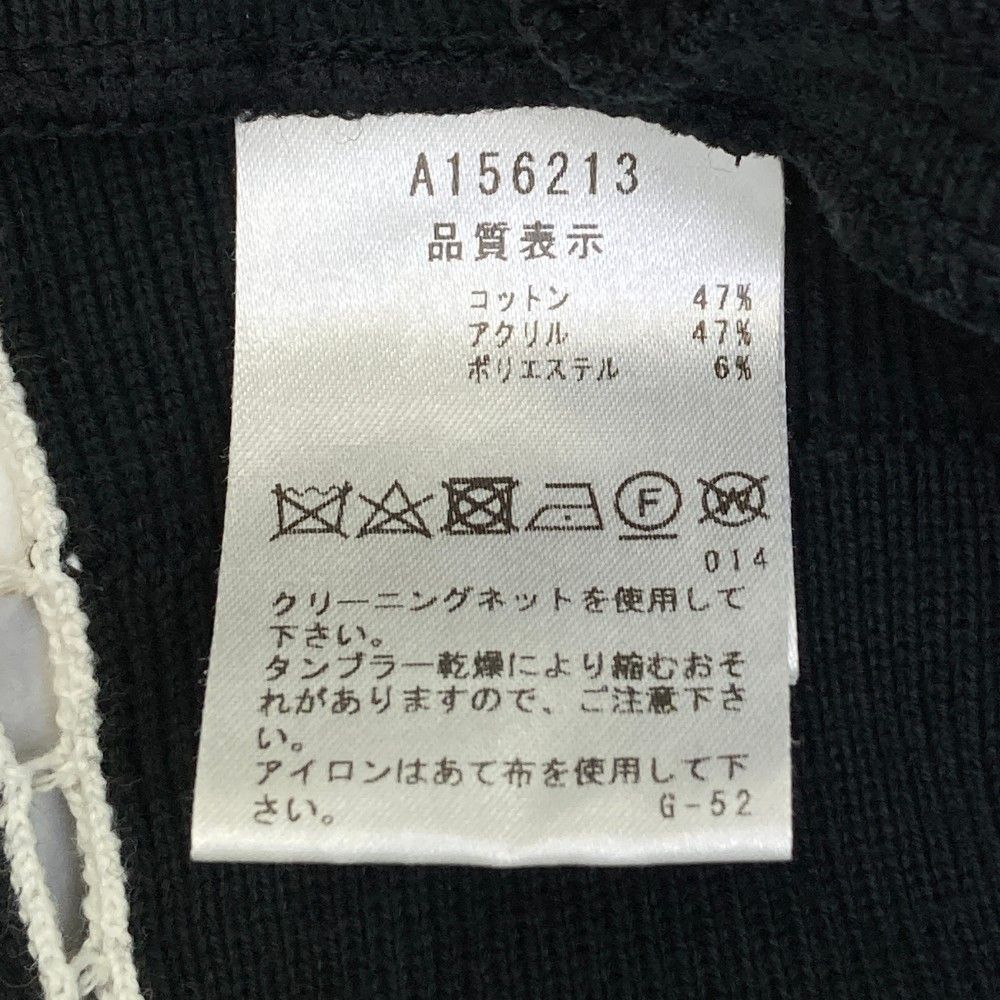 A156213
品質表示
コットン 47%
アクリル 47%
ポリエステル 6%
F W
014
クリーニングネットを使用して
下さい。
タンブラー乾燥により縮むおそ
れがありますので、ご注意下さ
い。
アイロンはあて布を使用して下
さい。 G-52